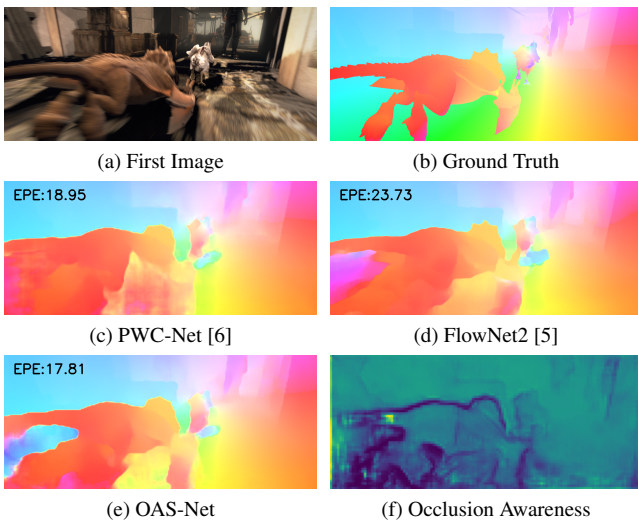 (a) First Image
(b) Ground Truth
EPE:18.95
EPE:23.73
(c) PWC-Net [6]
(d) FlowNet2 [5]
EPE:17.81
(e) OAS-Net
(f) Occlusion Awareness